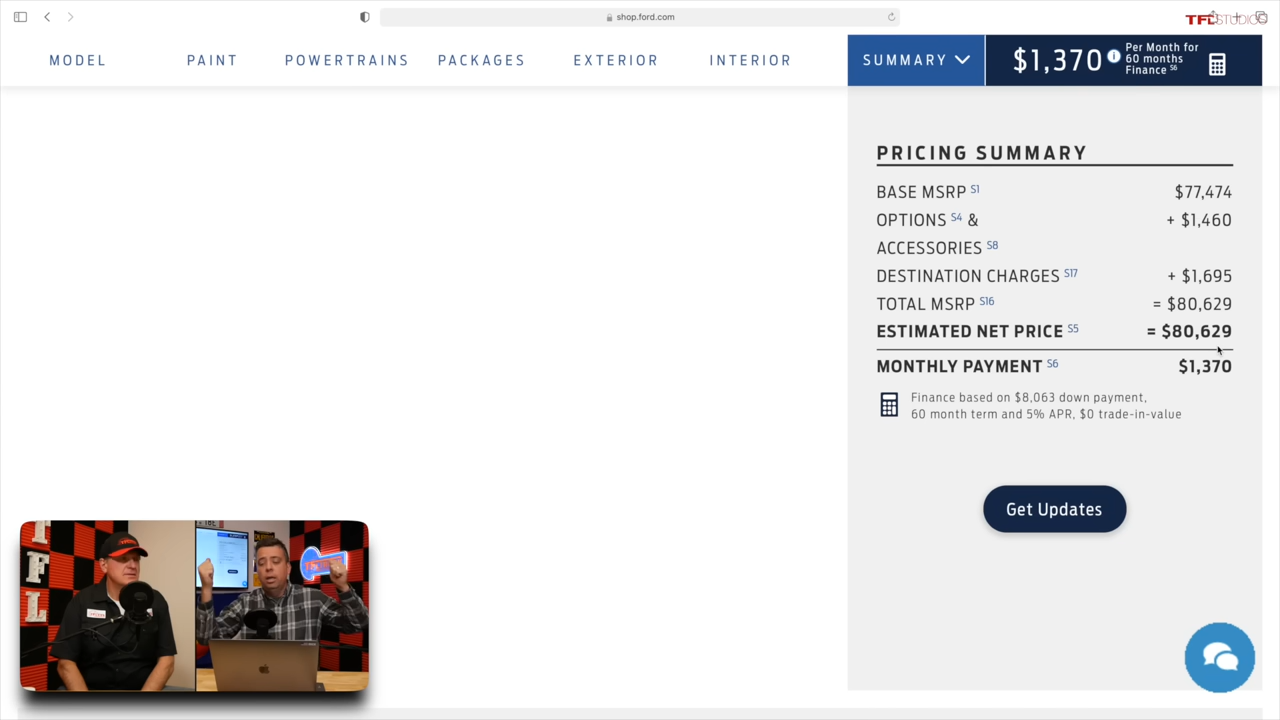 shop.ford.com
TFLSTUDIOS
MODEL
PAINT
POWERTRAINS
PACKAGES
EXTERIOR
INTERIOR
SUMMARY
$1,370
Per Month for
60 months
Finance S6
PRICING SUMMARY
BASE MSRP S1 $77,474
OPTIONS S4 & + $1,460
ACCESSORIES S8
DESTINATION CHARGES S17 + $1,695
TOTAL MSRP S16 = $80,629
ESTIMATED NET PRICE S5 = $80,629
MONTHLY PAYMENT S6 $1,370
Finance based on $8,063 down payment,
60 month term and 5% APR, $0 trade-in-value
Get Updates
T
F
L